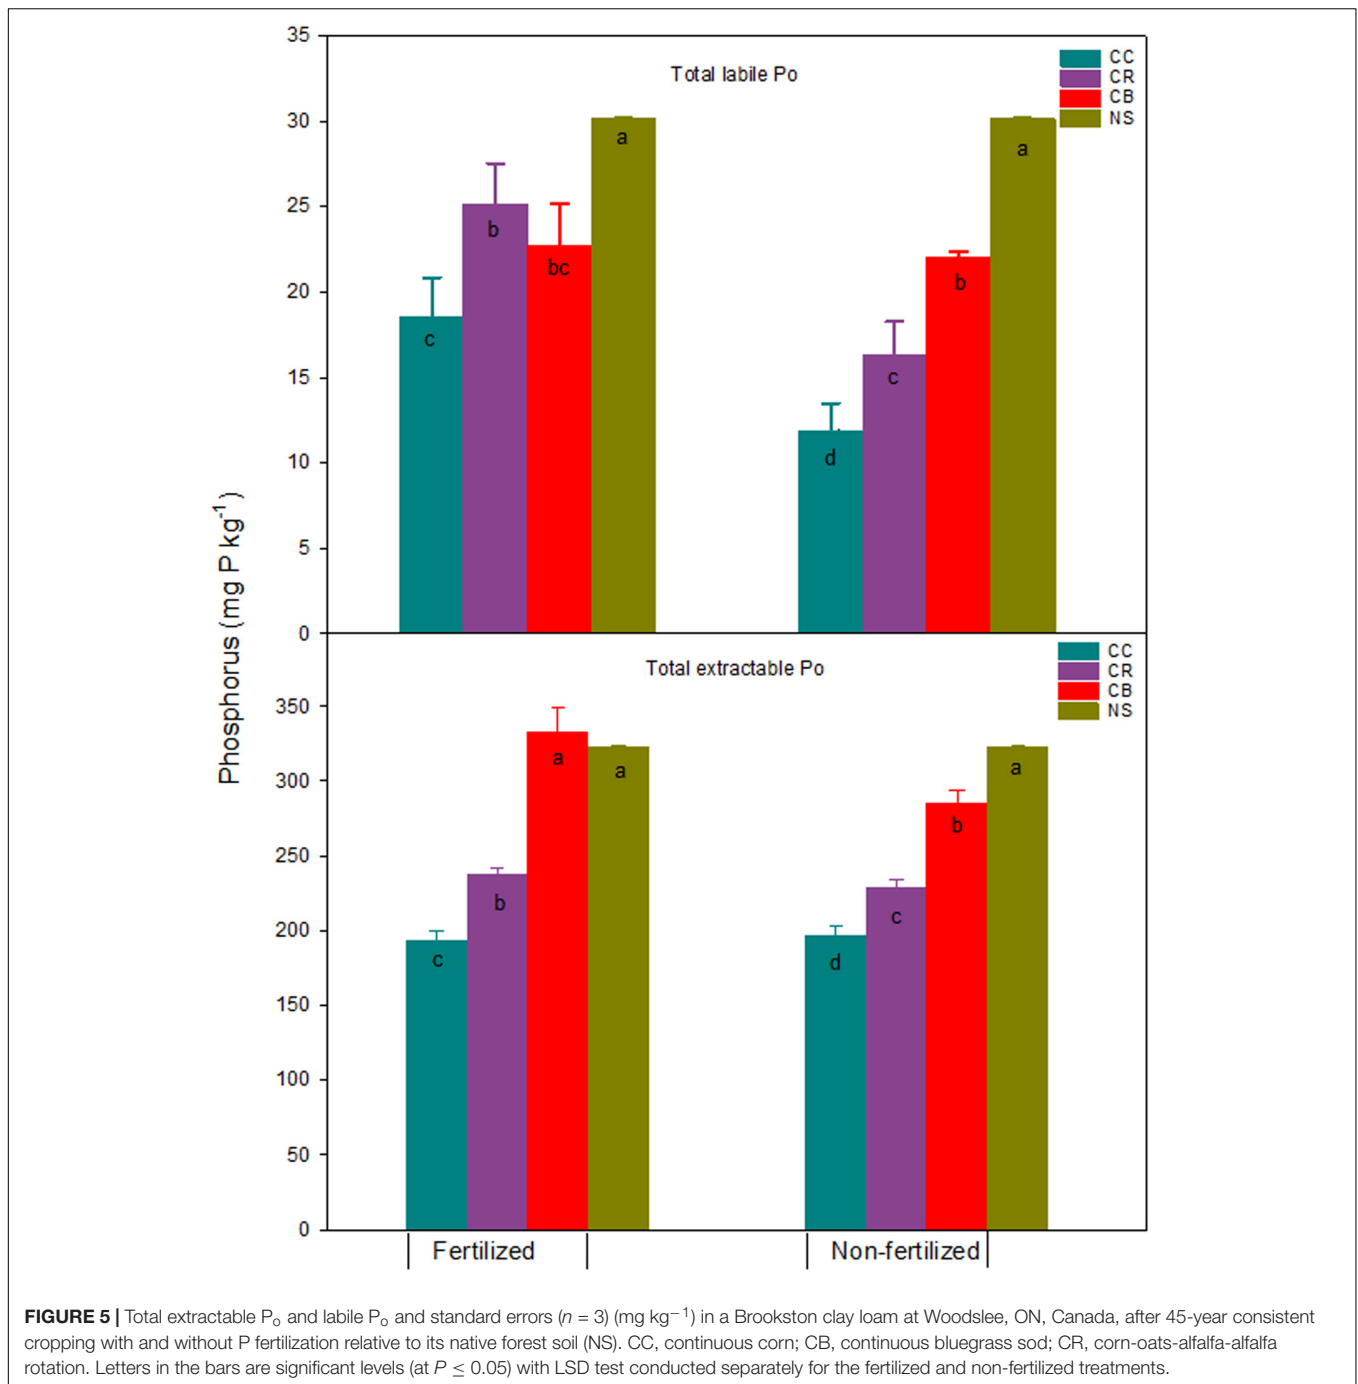 35
30
25
20
15
10
5
0
Total labile Po
CC
CR
CB
NS
c
b
bc
a
d
c
b
a
Phosphorus (mg P kg⁻¹)
350
300
250
200
150
100
50
0
Total extractable Po
CC
CR
CB
NS
c
b
a
a
d
c
b
a
Fertilized
Non-fertilized
FIGURE 5 | Total extractable Pₒ and labile Pₒ and standard errors (n = 3) (mg kg⁻¹) in a Brookston clay loam at Woodslee, ON, Canada, after 45-year consistent
cropping with and without P fertilization relative to its native forest soil (NS). CC, continuous corn; CB, continuous bluegrass sod; CR, corn-oats-alfalfa-alfalfa
rotation. Letters in the bars are significant levels (at P ≤ 0.05) with LSD test conducted separately for the fertilized and non-fertilized treatments.